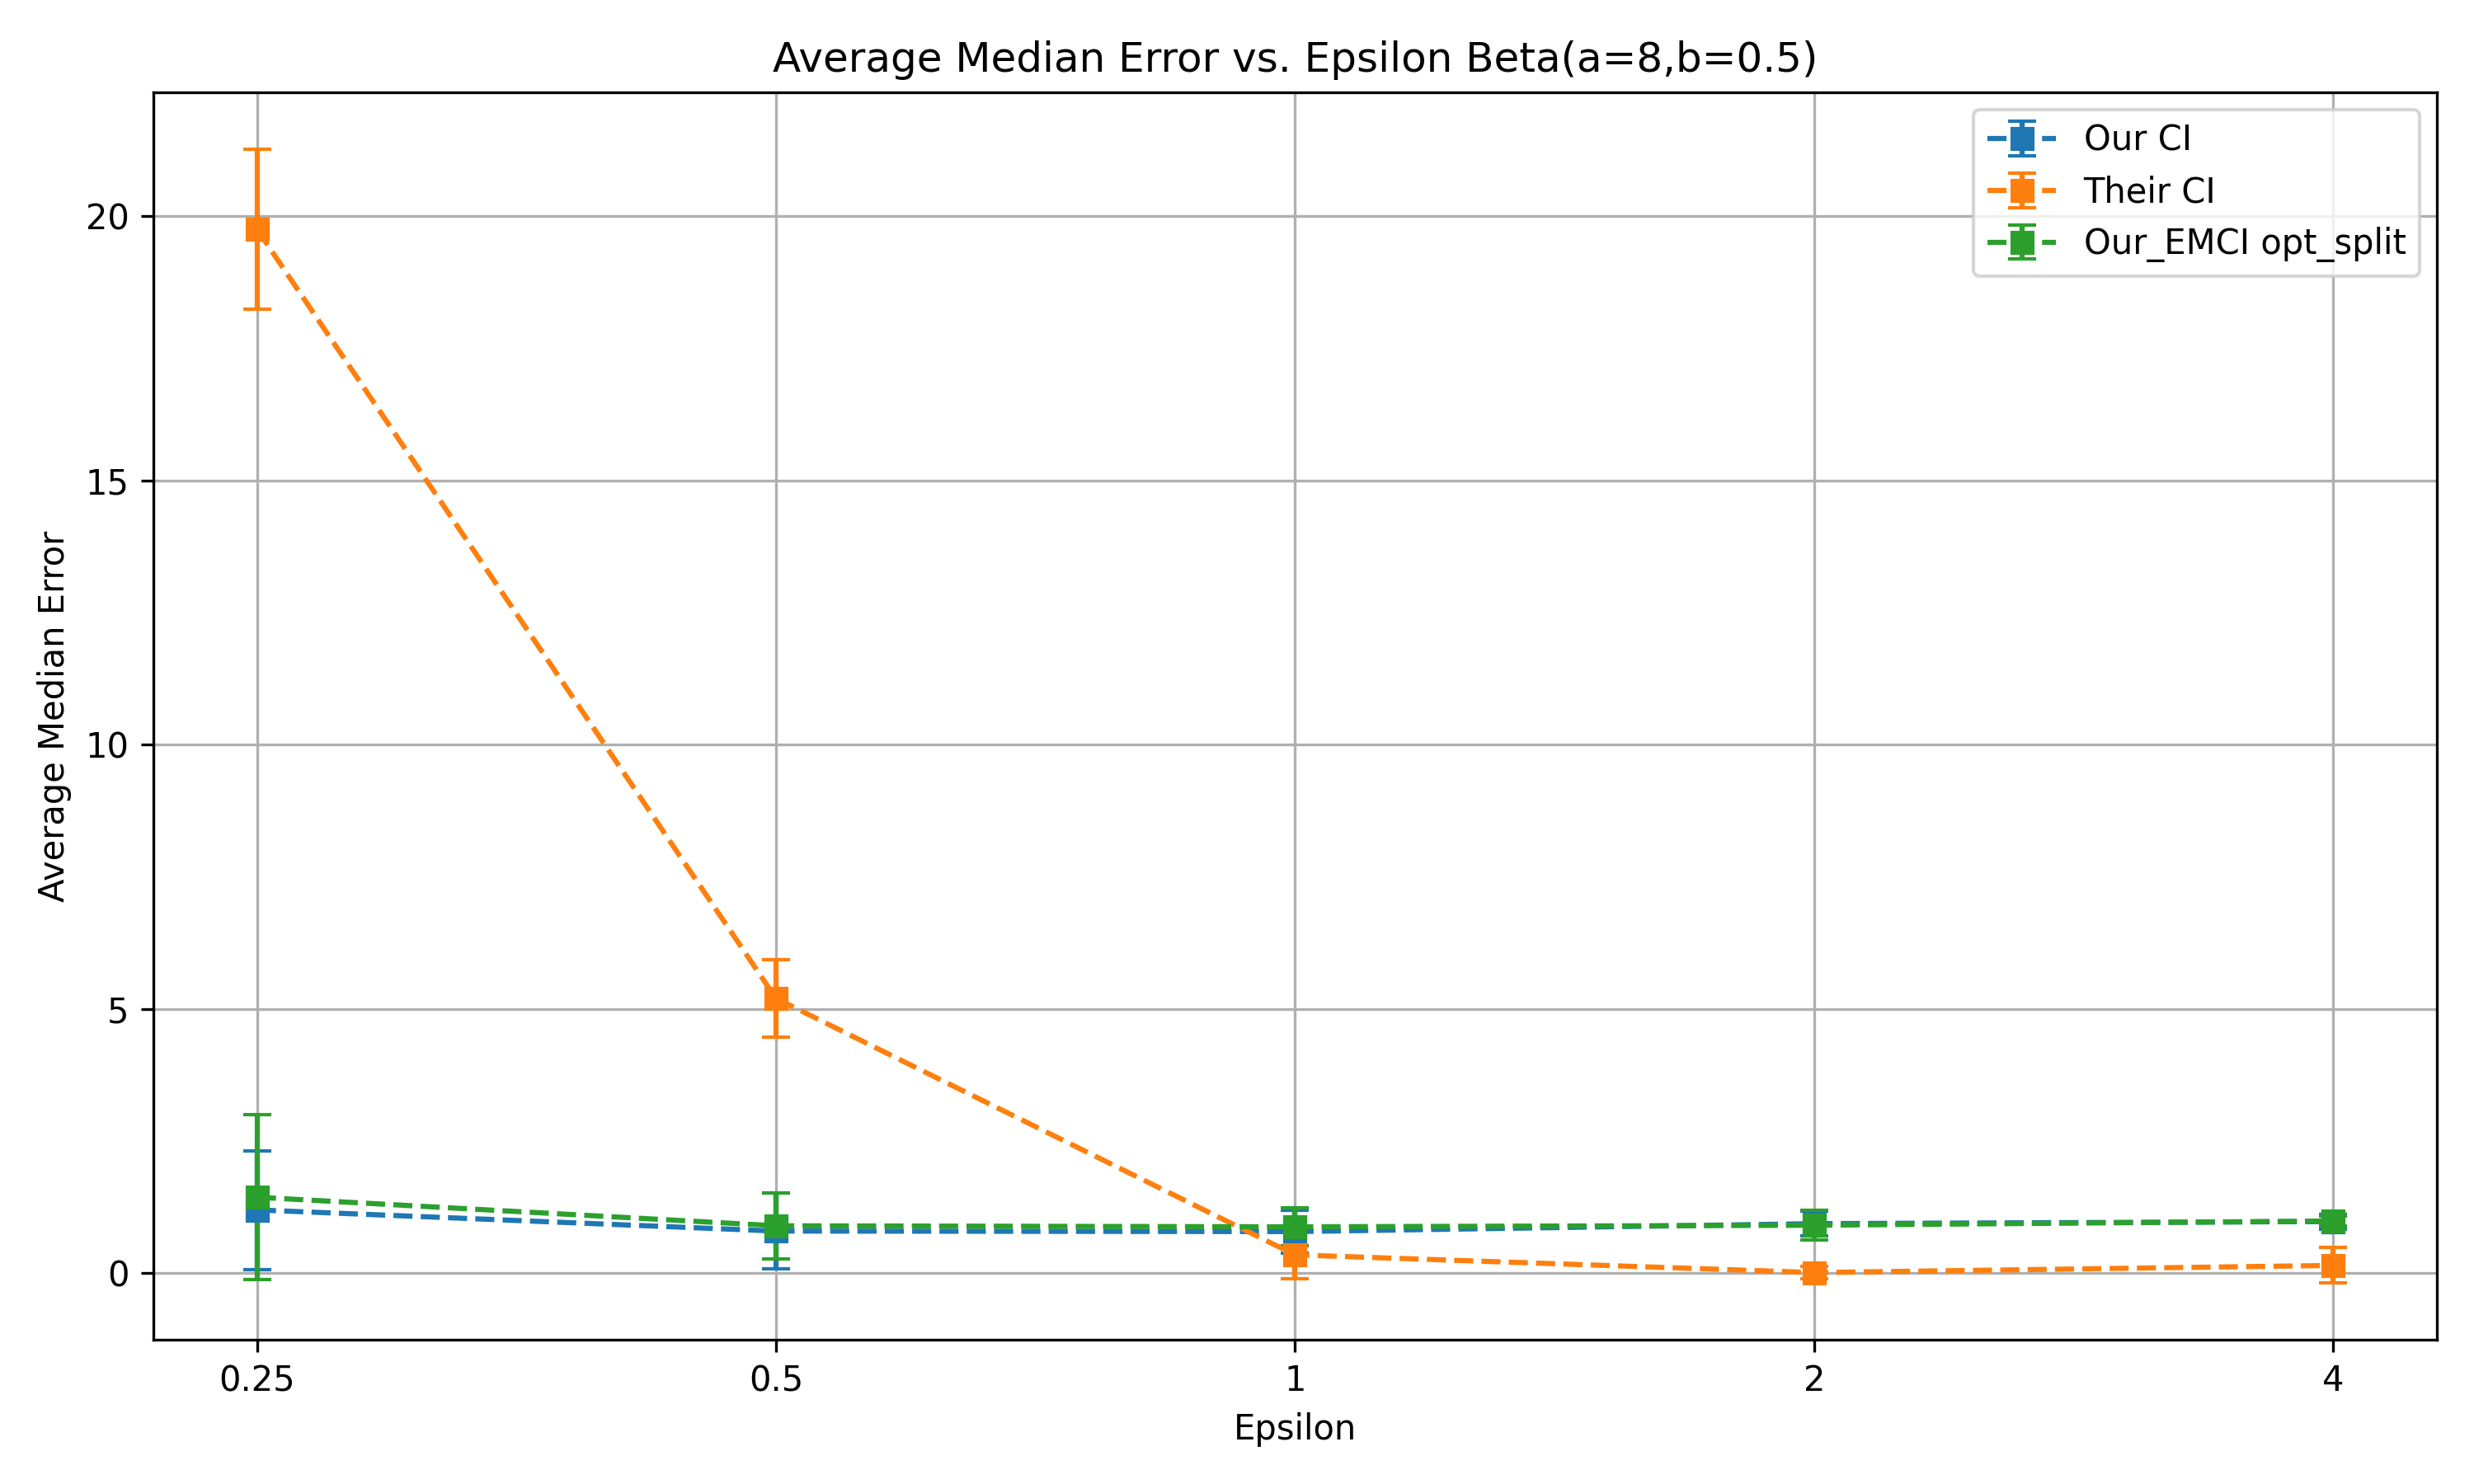 Average Median Error vs. Epsilon Beta(a=8,b=0.5)
Our CI
Their CI
Our_EMCI opt_split
Average Median Error
20
15
10
5
0
0.25
0.5
1
2
4
Epsilon